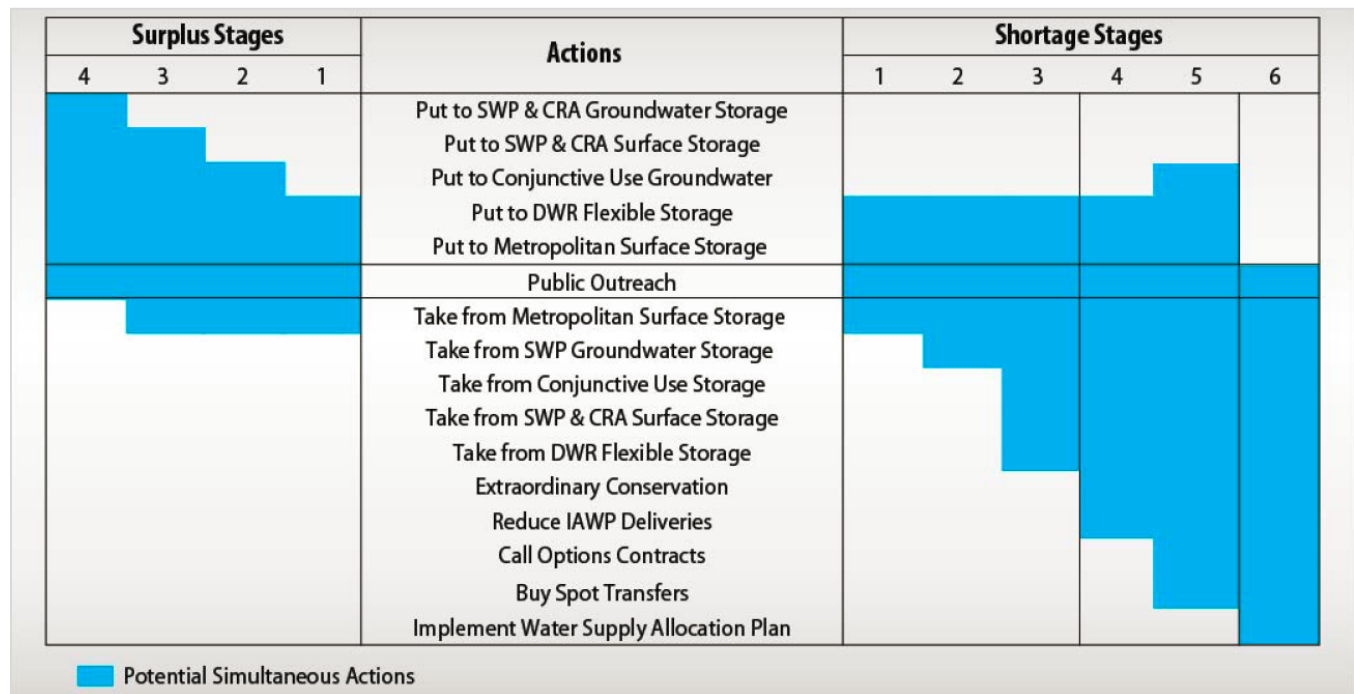 Surplus Stages
Actions
Shortage Stages
4 3 2 1
1 2 3 4 5 6
Put to SWP & CRA Groundwater Storage
Put to SWP & CRA Surface Storage
Put to Conjunctive Use Groundwater
Put to DWR Flexible Storage
Put to Metropolitan Surface Storage
Public Outreach
Take from Metropolitan Surface Storage
Take from SWP Groundwater Storage
Take from Conjunctive Use Storage
Take from SWP & CRA Surface Storage
Take from DWR Flexible Storage
Extraordinary Conservation
Reduce IAWP Deliveries
Call Options Contracts
Buy Spot Transfers
Implement Water Supply Allocation Plan
Potential Simultaneous Actions